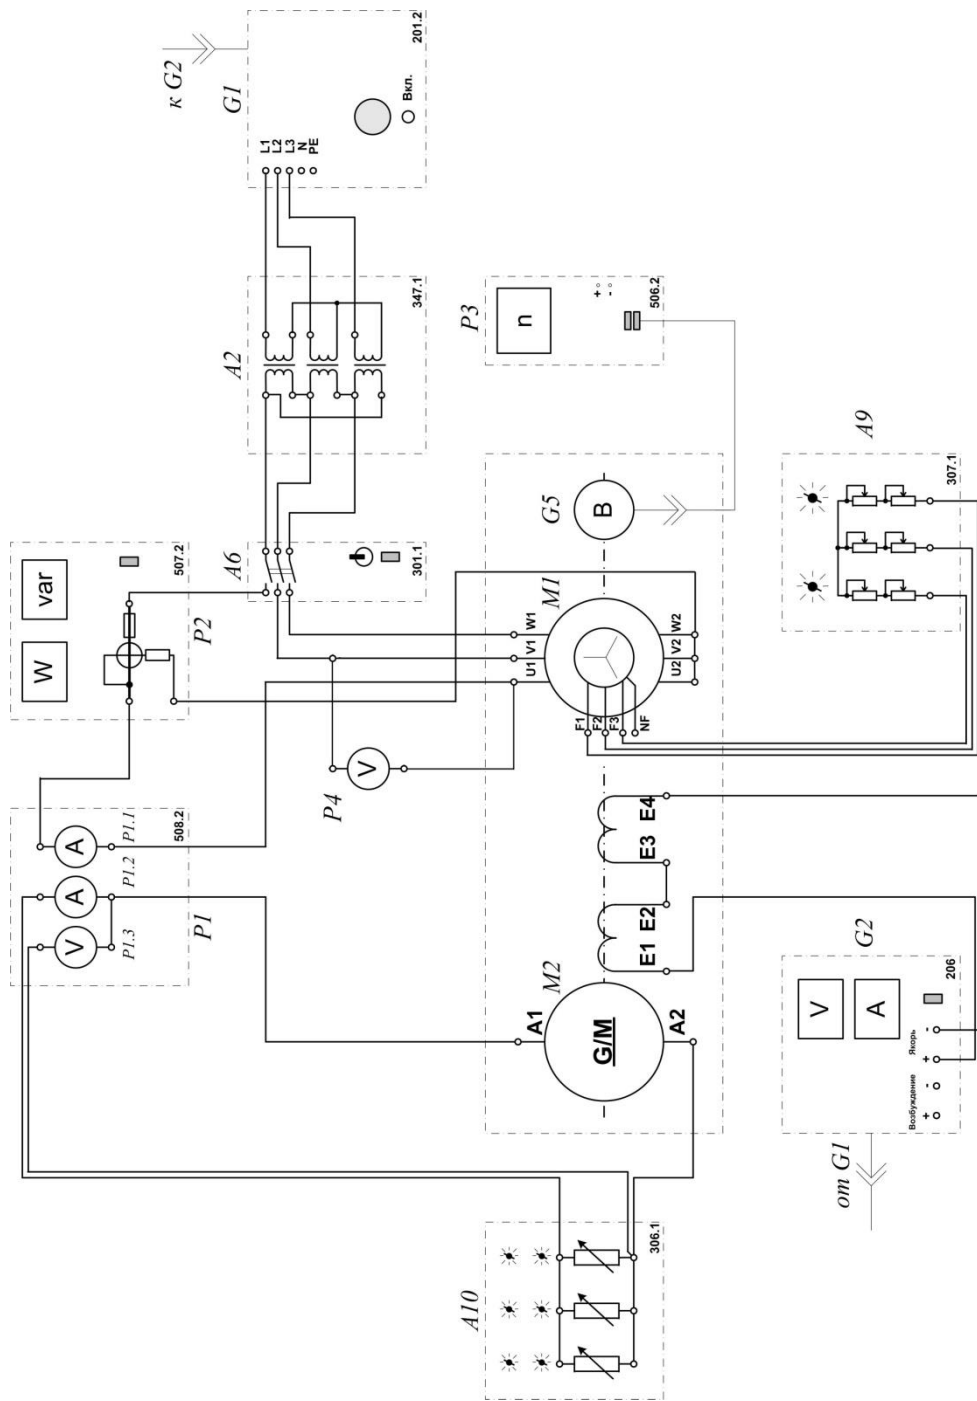 к G2
G1
201.2
L1
L2
L3
N
PE
Вкл.
A2
347.1
P3
n
+
-
506.2
A9
307.1
507.2
var
W
P2
A6
301.1
G5
B
M1
W1
V1
U1
W2
V2
U2
F1
F2
F3
NF
P4
V
508.2
A
P1.1
A
P1.2
V
P1.3
P1
E4
E3
E2
E1
M2
A1
G/M
A2
G2
206
V
A
Якорь
-
+
Возбуждение
-
+
от G1
A10
306.1